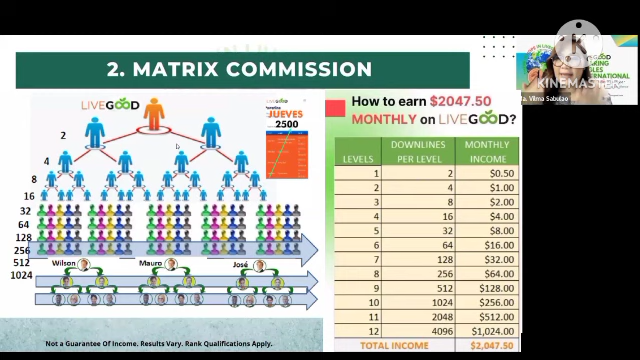 2. MATRIX COMMISSION
LIVEGOOD
JUEVES
2500
2
4
8
16
32
64
128
256
512
1024
Wilson
Mauro
José
Not a Guarantee Of Income. Results Vary. Rank Qualifications Apply.
How to earn $2047.50
MONTHLY on LIVEGOOD?
LEVELS DOWNLINES PER LEVEL MONTHLY INCOME
1 2 $0.50
2 4 $1.00
3 8 $2.00
4 16 $4.00
5 32 $8.00
6 64 $16.00
7 128 $32.00
8 256 $64.00
9 512 $128.00
10 1024 $256.00
11 2048 $512.00
12 4096 $1,024.00
TOTAL INCOME $2,047.50
KINEMASTER
Vilma Sabulao